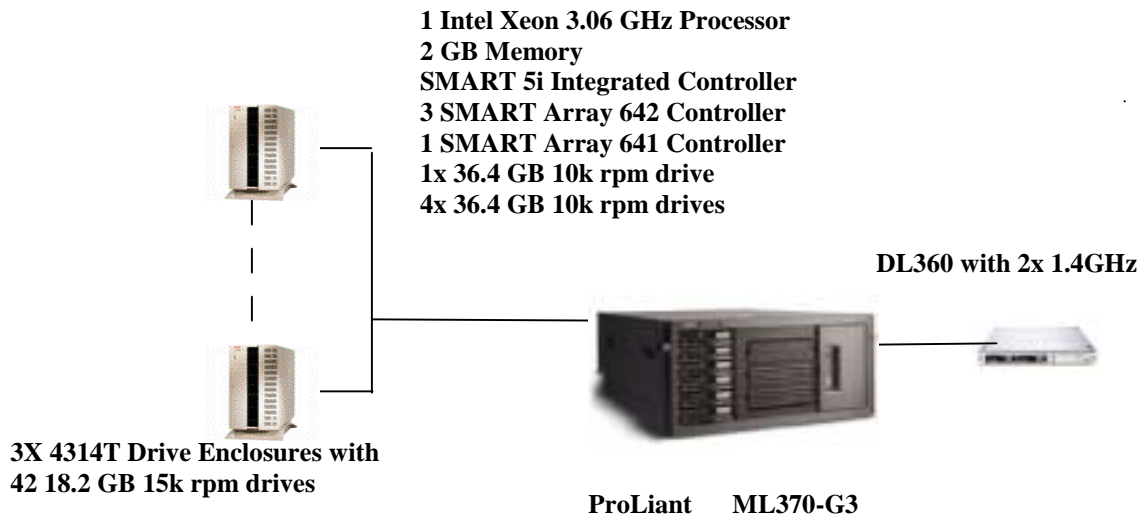 1 Intel Xeon 3.06 GHz Processor
2 GB Memory
SMART 5i Integrated Controller
3 SMART Array 642 Controller
1 SMART Array 641 Controller
1x 36.4 GB 10k rpm drive
4x 36.4 GB 10k rpm drives
DL360 with 2x 1.4GHz
3X 4314T Drive Enclosures with
42 18.2 GB 15k rpm drives
ProLiant ML370-G3